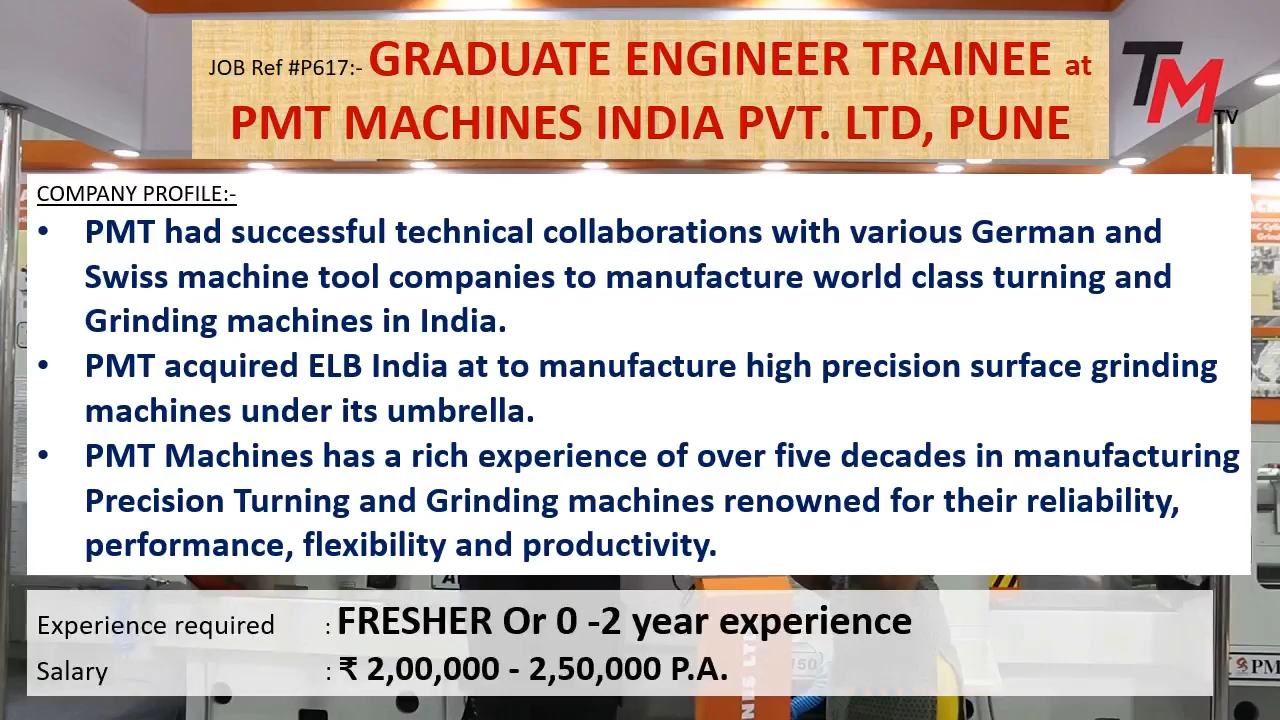 JOB Ref #P617:- GRADUATE ENGINEER TRAINEE at
PMT MACHINES INDIA PVT. LTD, PUNE
TM TV
COMPANY PROFILE:-
• PMT had successful technical collaborations with various German and
Swiss machine tool companies to manufacture world class turning and
Grinding machines in India.
• PMT acquired ELB India at to manufacture high precision surface grinding
machines under its umbrella.
• PMT Machines has a rich experience of over five decades in manufacturing
Precision Turning and Grinding machines renowned for their reliability,
performance, flexibility and productivity.
Experience required : FRESHER Or 0 -2 year experience
Salary : ₹ 2,00,000 - 2,50,000 P.A.
PM